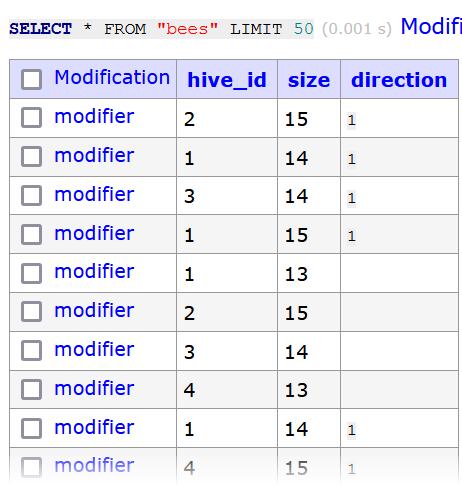 SELECT * FROM "bees" LIMIT 50 (0.001 s) Modifi
Modification hive_id size direction
modifier 2 15 1
modifier 1 14 1
modifier 3 14 1
modifier 1 15 1
modifier 1 13
modifier 2 15
modifier 3 14
modifier 4 13
modifier 1 14 1
modifier 4 15 1